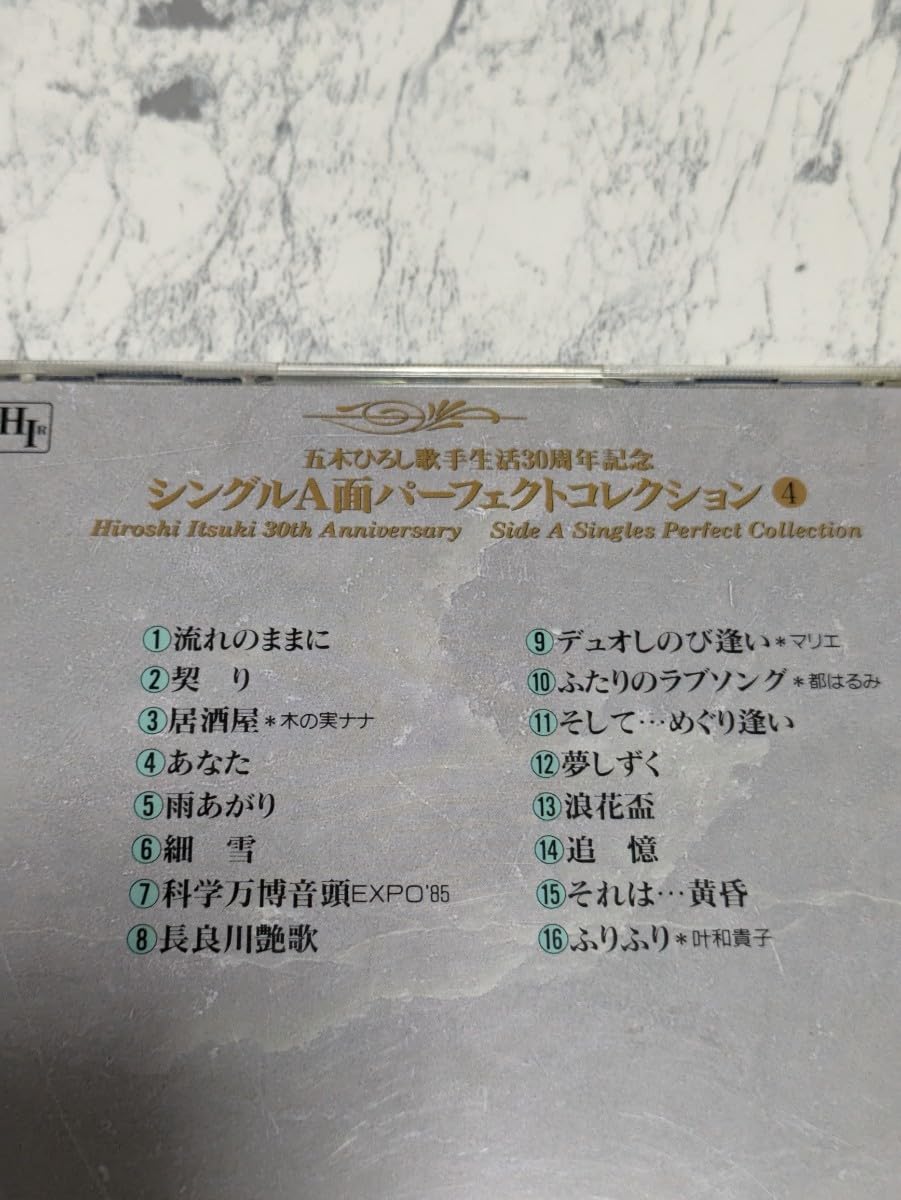 HIR
五木ひろし歌手生活30周年記念
シングルA面パーフェクトコレクション ④
Hiroshi Itsuki 30th Anniversary Side A Singles Perfect Collection
①流れのままに
②契り
③居酒屋*木の実ナナ
④あなた
⑤雨あがり
⑥細雪
⑦科学万博音頭EXPO'85
⑧長良川艶歌
⑨デュオしのび逢い*マリエ
⑩ふたりのラブソング*都はるみ
⑪そして…めぐり逢い
⑫夢しずく
⑬浪花盃
⑭追憶
⑮それは…黄昏
⑯ふりふり*叶和貴子